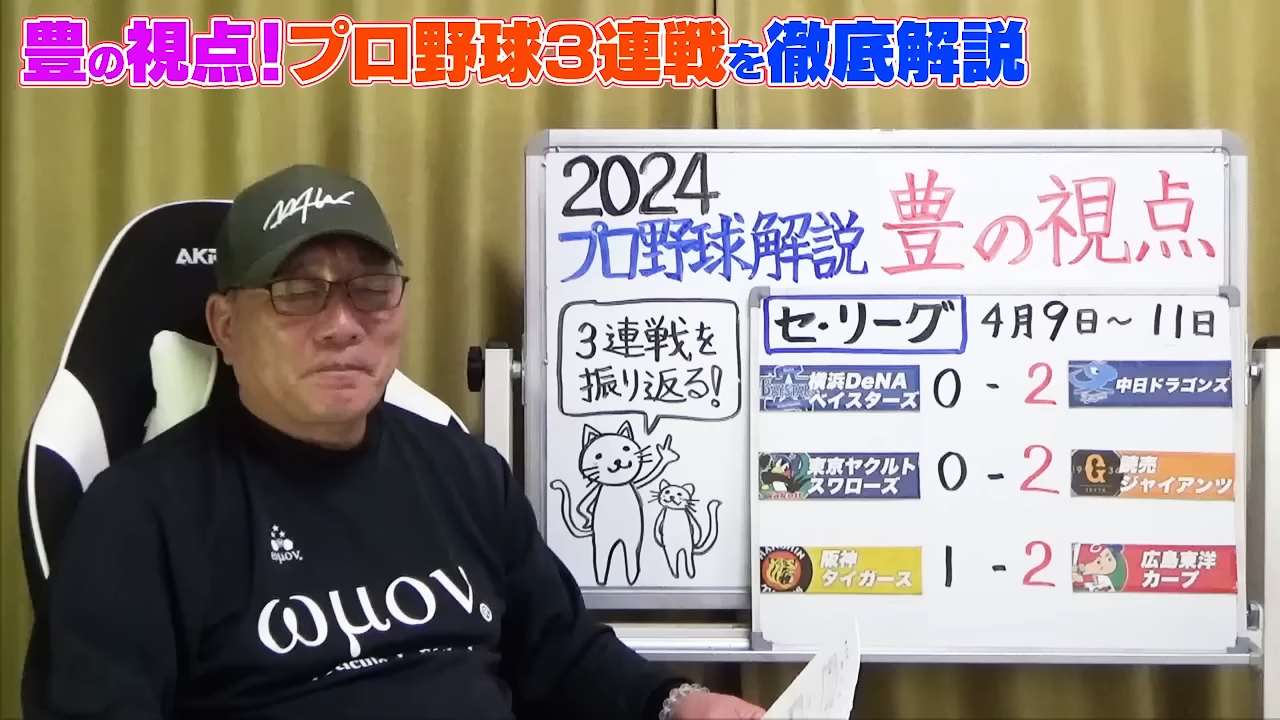 豊の視点!プロ野球3連戦を徹底解説
2024
プロ野球解説 豊の視点
3連戦を
振り返る!
セ・リーグ 4月9日~11日
横浜DeNA
ベイスターズ
0 - 2
中日ドラゴンズ
東京ヤクルト
スワローズ
0 - 2
読売
ジャイアンツ
阪神
タイガース
1 - 2
広島東洋
カープ
ωμον
ωμον